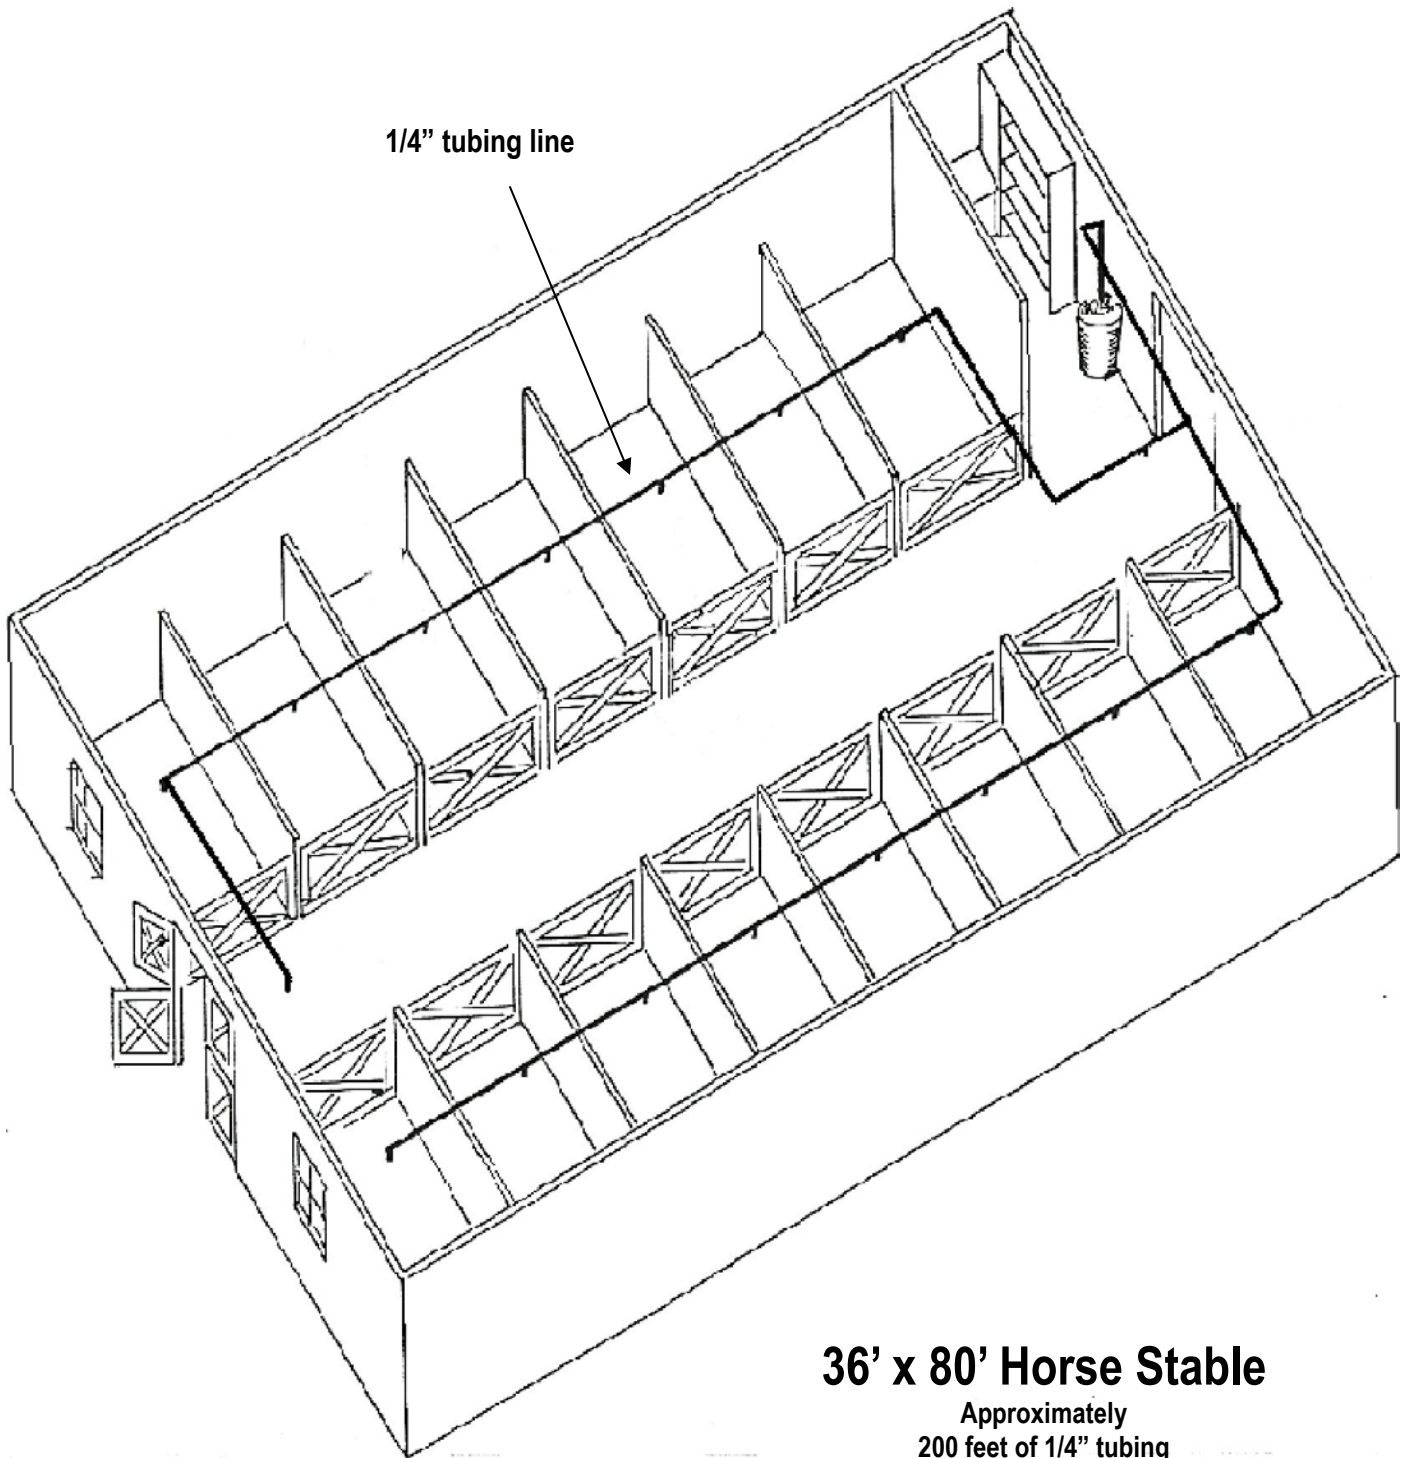 1/4” tubing line
36’ x 80’ Horse Stable
Approximately
200 feet of 1/4” tubing